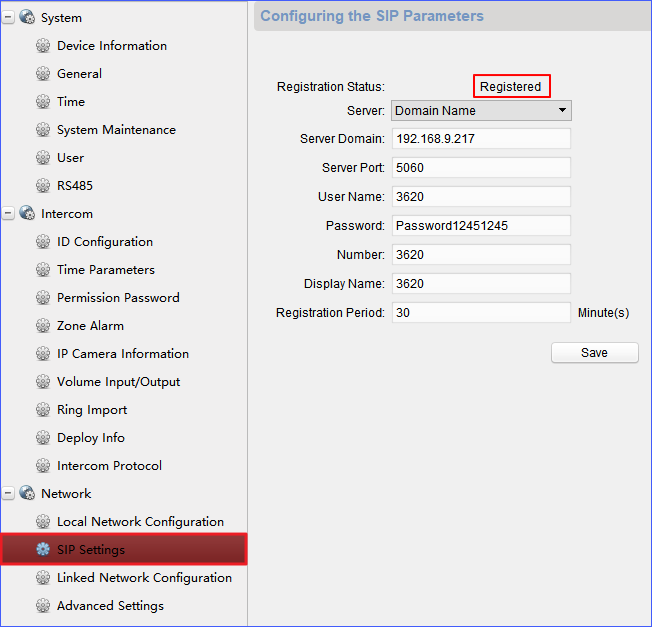 System
Device Information
General
Time
System Maintenance
User
RS485
Intercom
ID Configuration
Time Parameters
Permission Password
Zone Alarm
IP Camera Information
Volume Input/Output
Ring Import
Deploy Info
Intercom Protocol
Network
Local Network Configuration
SIP Settings
Linked Network Configuration
Advanced Settings
Configuring the SIP Parameters
Registration Status: Registered
Server: Domain Name
Server Domain: 192.168.9.217
Server Port: 5060
User Name: 3620
Password: Password12451245
Number: 3620
Display Name: 3620
Registration Period: 30 Minute(s)
Save